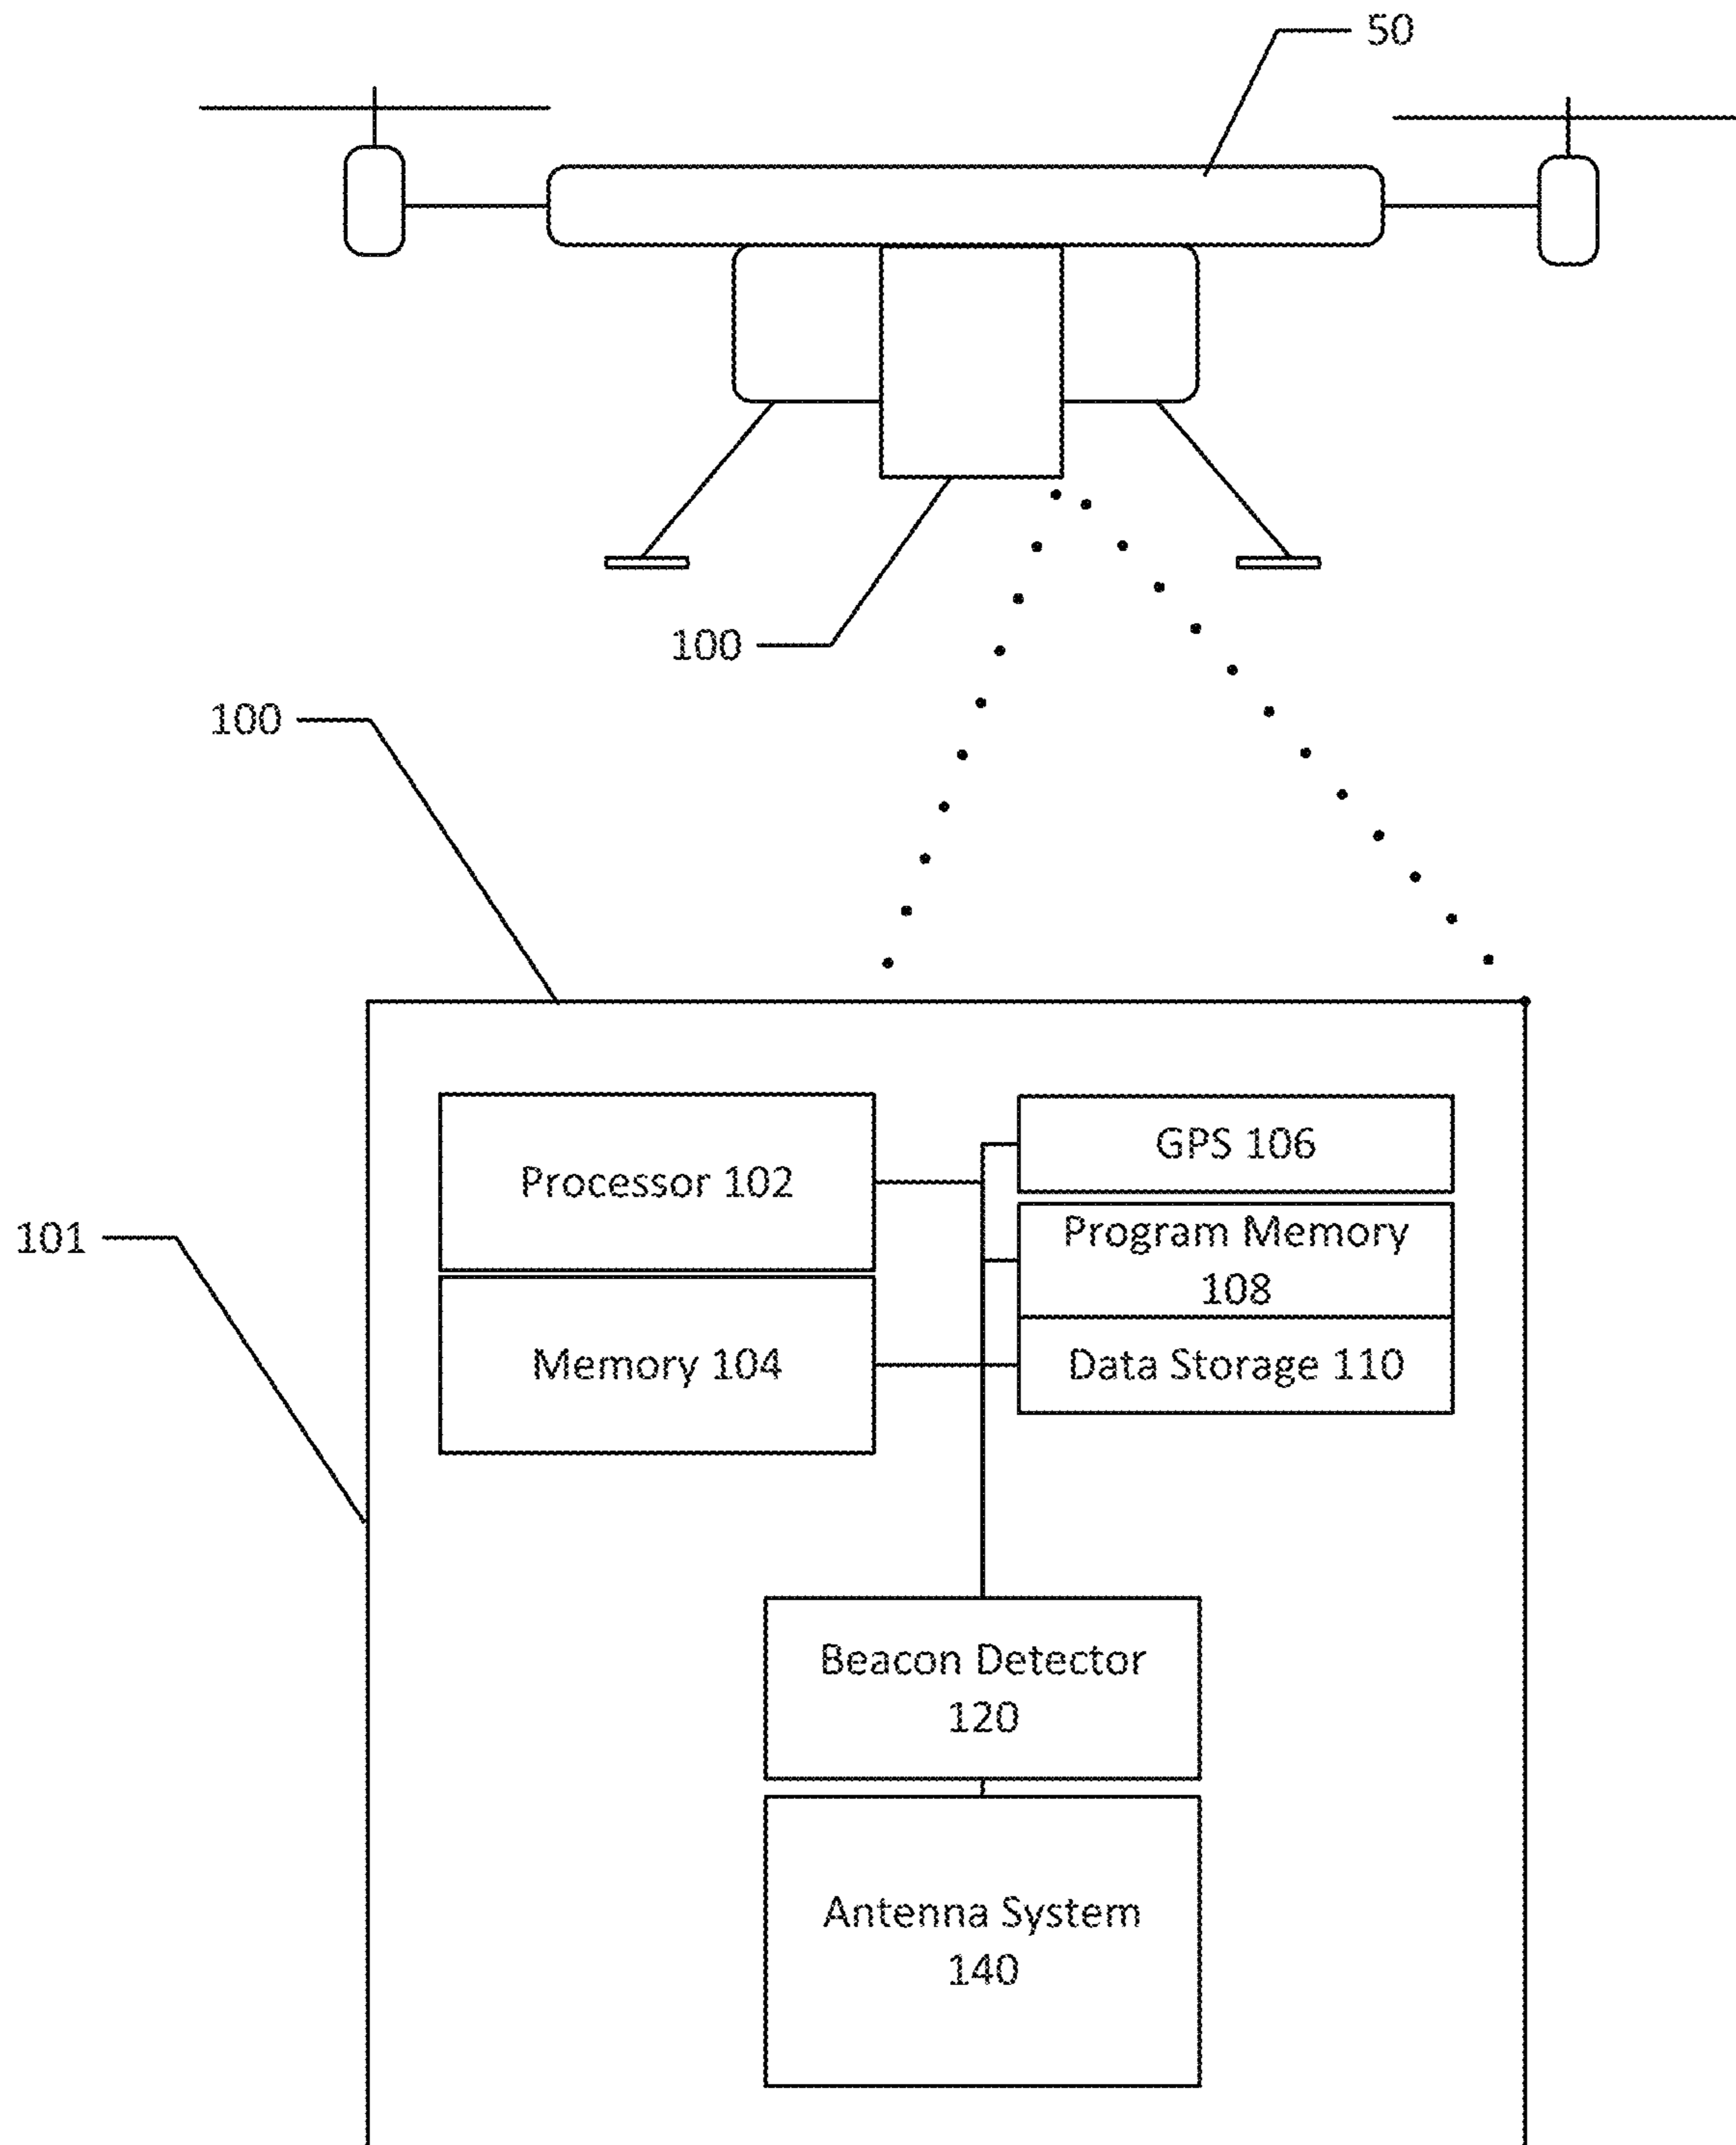 50
100
100
Processor 102
GPS 106
Program Memory
108
101
Memory 104
Data Storage 110
Beacon Detector
120
Antenna System
140